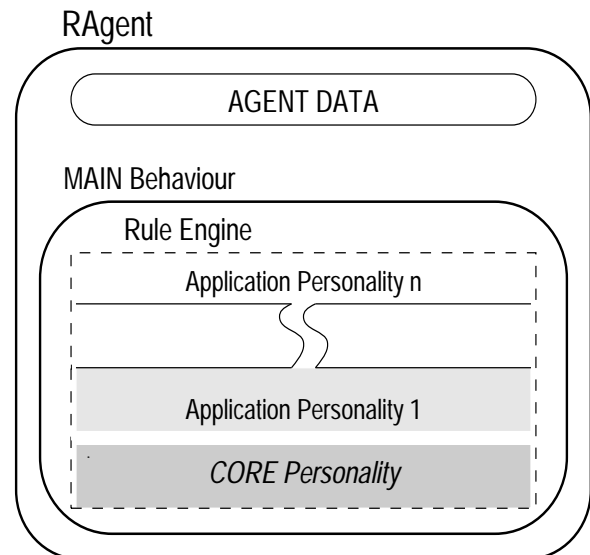 RAgent
AGENT DATA
MAIN Behaviour
Rule Engine
Application Personality n
Application Personality 1
CORE Personality